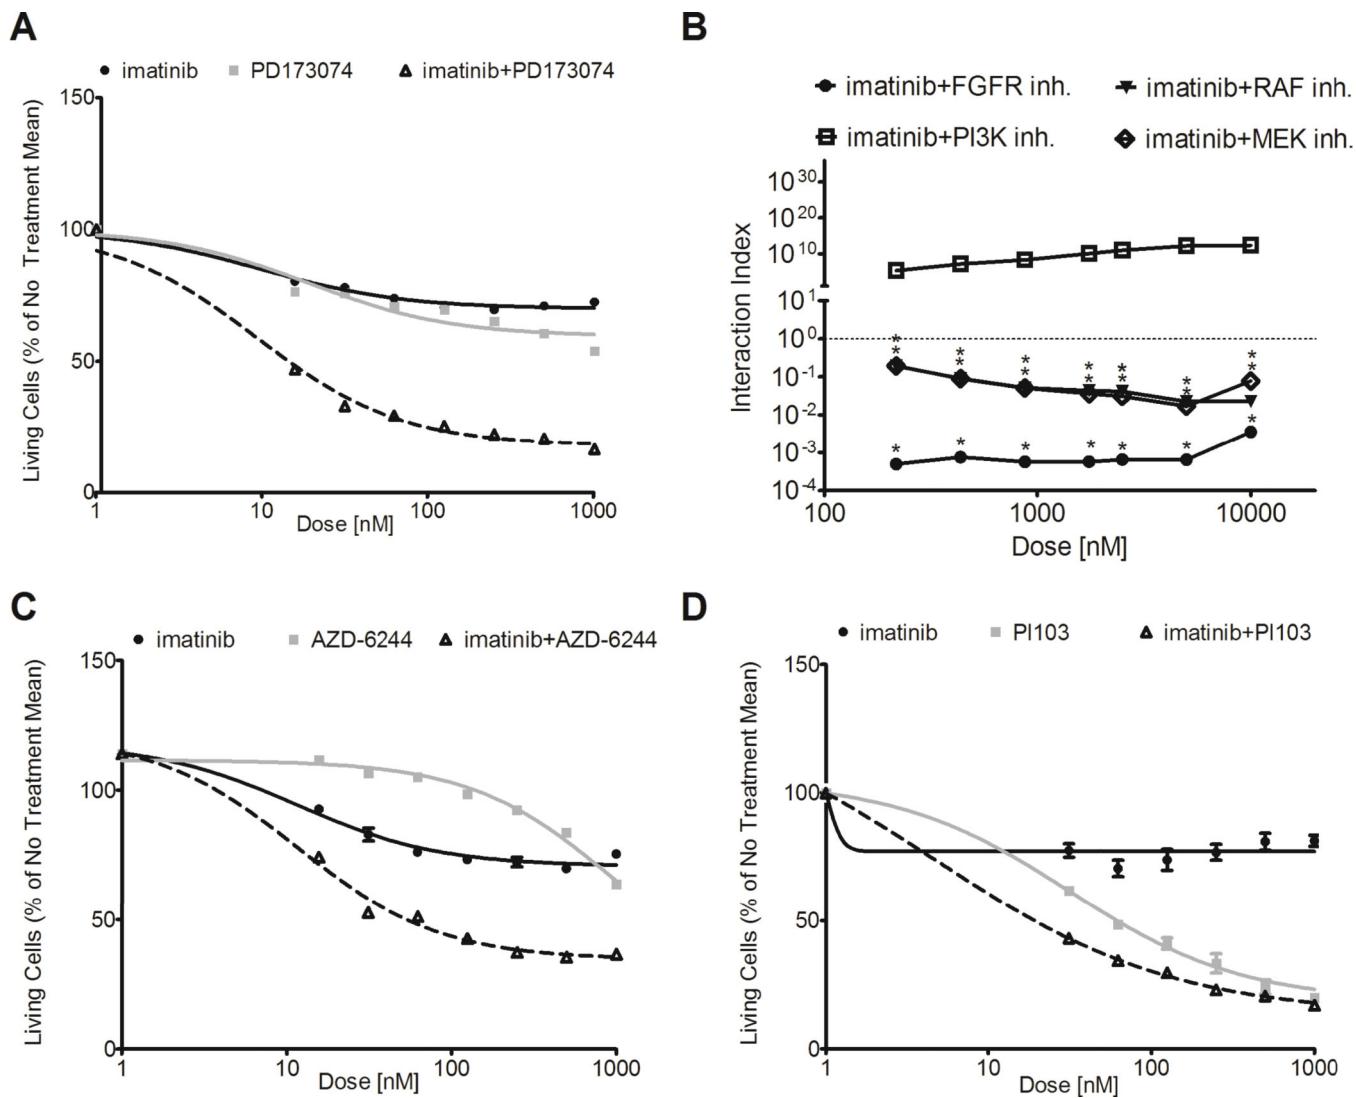 A
imatinib PD173074 imatinib+PD173074
Living Cells (% of No Treatment Mean)
150
100
50
0
1 10 100 1000
Dose [nM]
B
imatinib+FGFR inh. imatinib+RAF inh.
imatinib+PI3K inh. imatinib+MEK inh.
Interaction Index
10^30
10^20
10^10
10^1
10^0
10^-1
10^-2
10^-3
10^-4
* * * * * * *
* * * * * * *
* * * * * * *
100 1000 10000
Dose [nM]
C
imatinib AZD-6244 imatinib+AZD-6244
Living Cells (% of No Treatment Mean)
150
100
50
0
1 10 100 1000
Dose [nM]
D
imatinib PI103 imatinib+PI103
Living Cells (% of No Treatment Mean)
150
100
50
0
1 10 100 1000
Dose [nM]